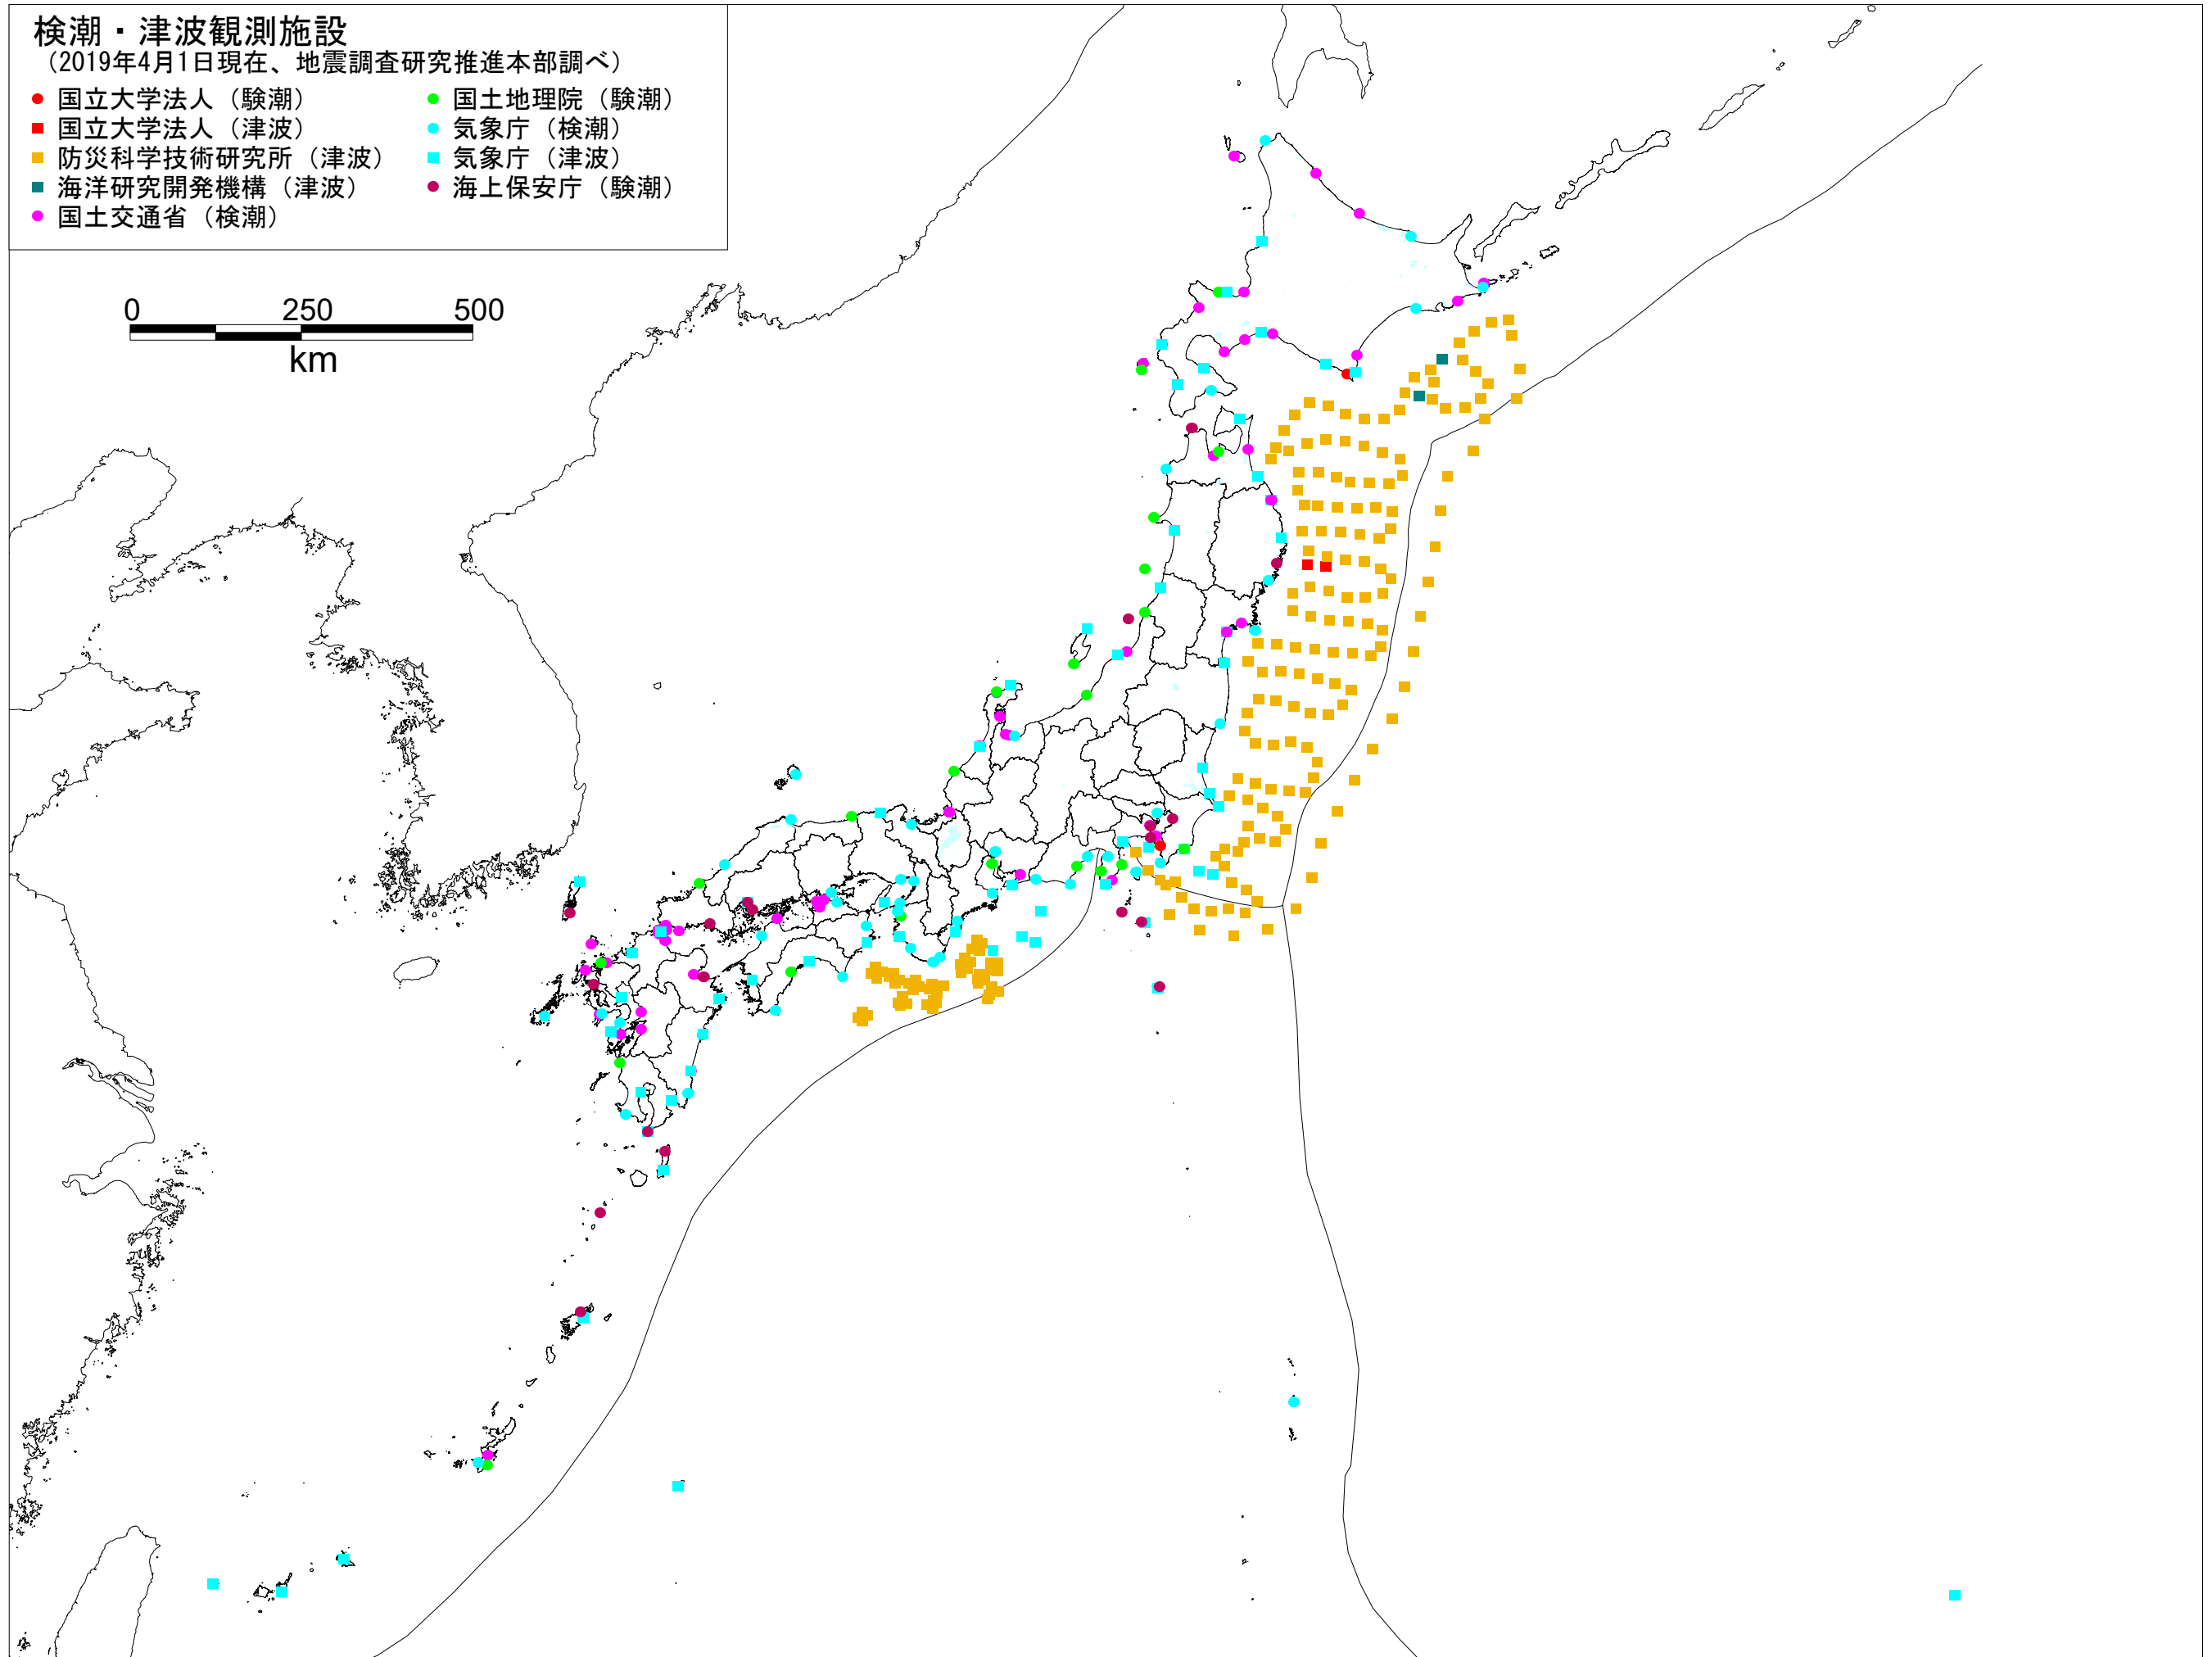 検潮・津波観測施設
（2019年4月1日現在、地震調査研究推進本部調べ）
国立大学法人（験潮）
国立大学法人（津波）
防災科学技術研究所（津波）
海洋研究開発機構（津波）
国土交通省（検潮）
国土地理院（験潮）
気象庁（検潮）
気象庁（津波）
海上保安庁（験潮）
0 250 500
km